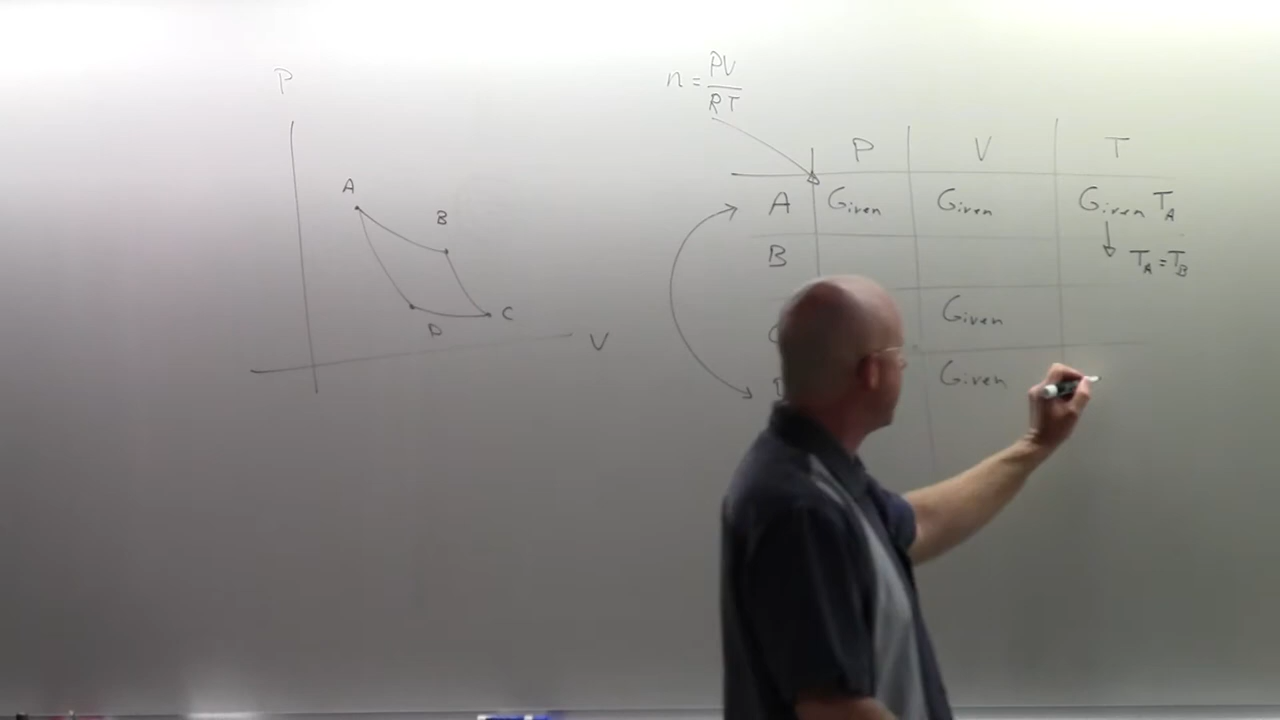 P
A
B
D
C
V
n = PV
RT
P V T
A Given Given Given T_A
B T_A = T_B
Given
Given